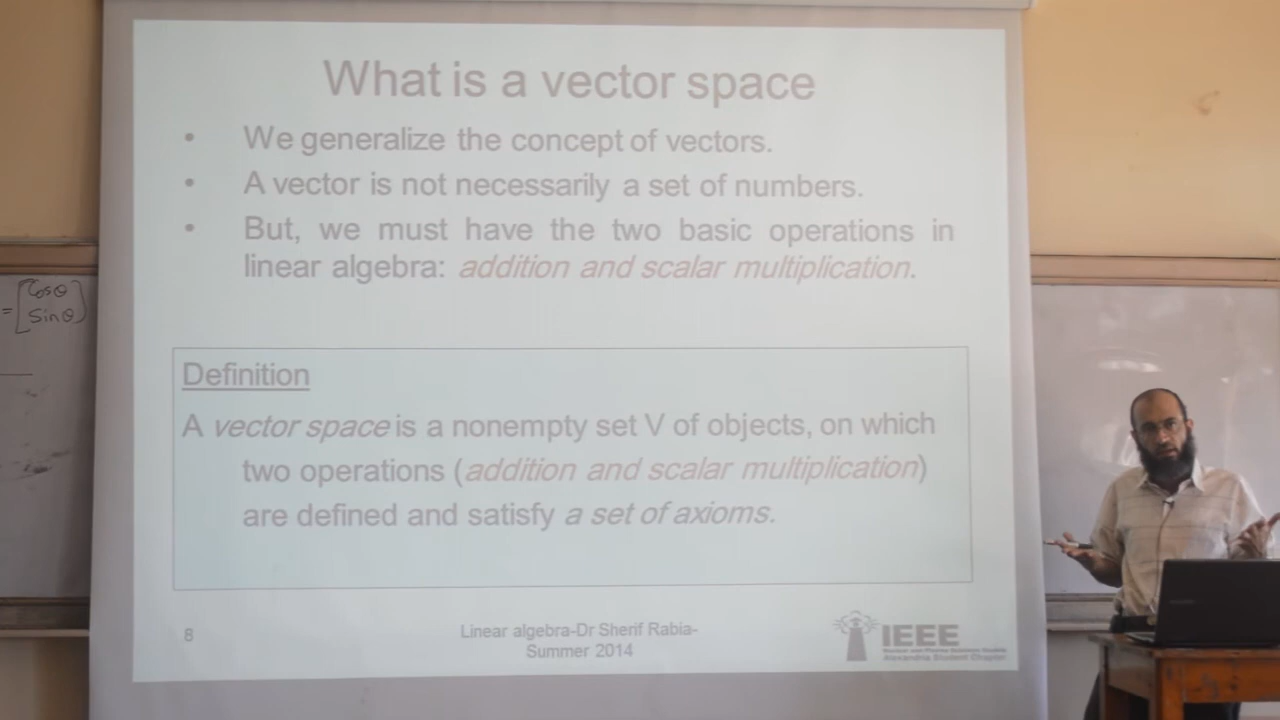 What is a vector space
• We generalize the concept of vectors.
• A vector is not necessarily a set of numbers.
• But, we must have the two basic operations in
linear algebra: addition and scalar multiplication.
= [Cosθ
Sinθ]
Definition
A vector space is a nonempty set V of objects, on which
two operations (addition and scalar multiplication)
are defined and satisfy a set of axioms.
8
Linear algebra-Dr Sherif Rabia-
Summer 2014
IEEE
Alexandria Student Chapter